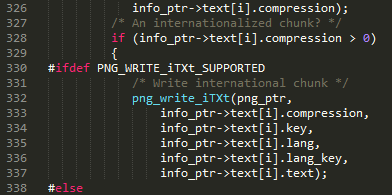 326 info_ptr->text[i].compression);
327 /* An internationalized chunk? */
328 if (info_ptr->text[i].compression > 0)
329 {
330 #ifdef PNG_WRITE_iTXt_SUPPORTED
331 /* Write international chunk */
332 png_write_iTXt(png_ptr,
333 info_ptr->text[i].compression,
334 info_ptr->text[i].key,
335 info_ptr->text[i].lang,
336 info_ptr->text[i].lang_key,
337 info_ptr->text[i].text);
338 #else